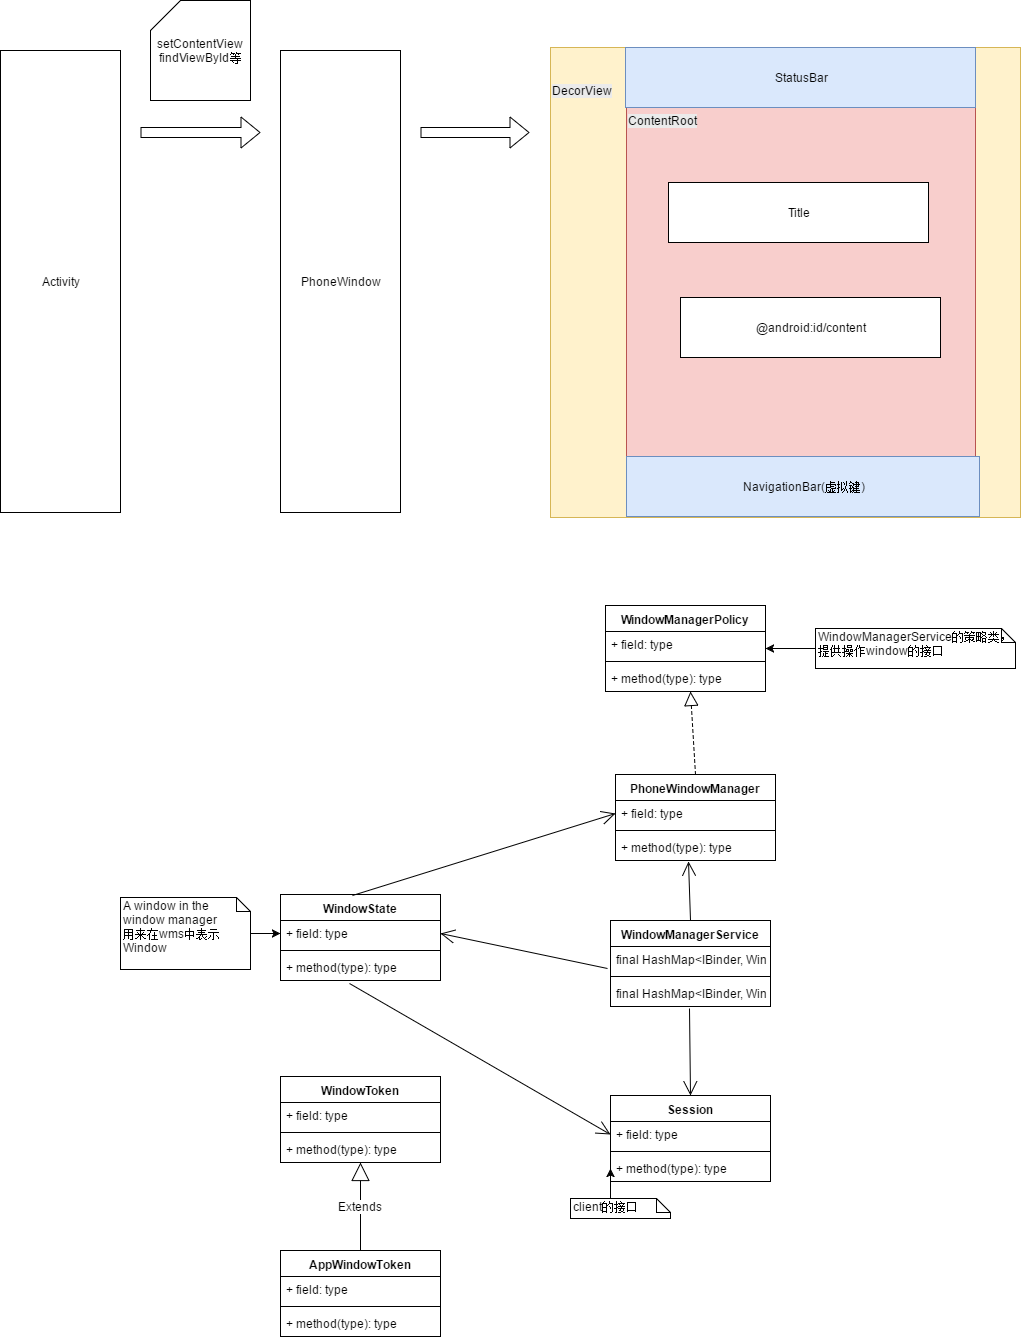 setContentView
findViewById等
Activity
PhoneWindow
DecorView
StatusBar
ContentRoot
Title
@android:id/content
NavigationBar(虚拟键)
WindowManagerPolicy
+ field: type
+ method(type): type
WindowManagerService的策略类，
提供操作window的接口
PhoneWindowManager
+ field: type
+ method(type): type
A window in the
window manager
用来在wms中表示
Window
WindowState
+ field: type
+ method(type): type
WindowManagerService
final HashMap<IBinder, Win
final HashMap<IBinder, Win
WindowToken
+ field: type
+ method(type): type
Session
+ field: type
+ method(type): type
client的接口
Extends
AppWindowToken
+ field: type
+ method(type): type